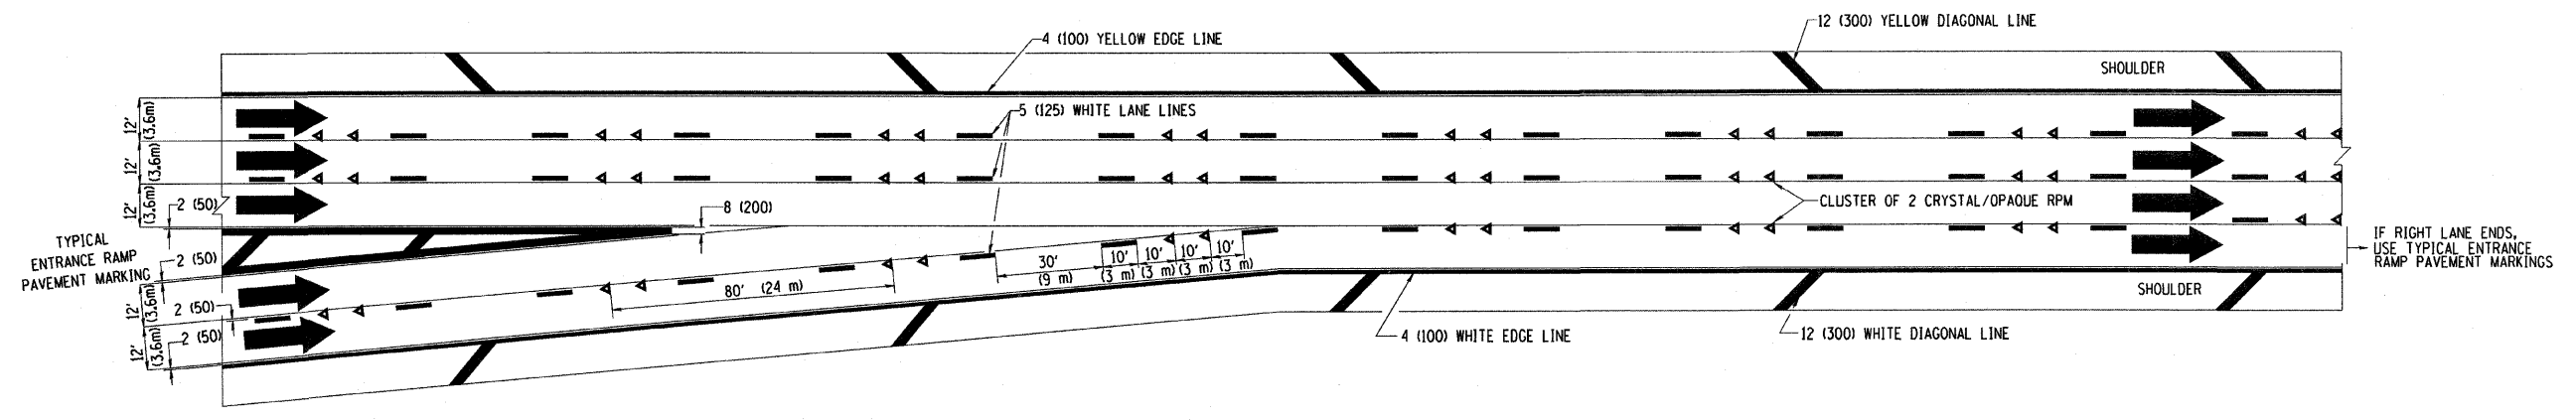 12 (300) YELLOW DIAGONAL LINE
4 (100) YELLOW EDGE LINE
SHOULDER
12'
(3.6m)
5 (125) WHITE LANE LINES
12'
(3.6m)
12'
(3.6m)
2 (50)
8 (200)
CLUSTER OF 2 CRYSTAL/OPAQUE RPM
TYPICAL
ENTRANCE RAMP
PAVEMENT MARKING
2 (50)
30'
(9 m)
10'
(3 m)
10'
(3 m)
10'
(3 m)
10'
(3 m)
IF RIGHT LANE ENDS,
USE TYPICAL ENTRANCE
RAMP PAVEMENT MARKINGS
80' (24 m)
12'
(3.6m)
2 (50)
SHOULDER
12'
(3.6m)
2 (50)
4 (100) WHITE EDGE LINE
12 (300) WHITE DIAGONAL LINE